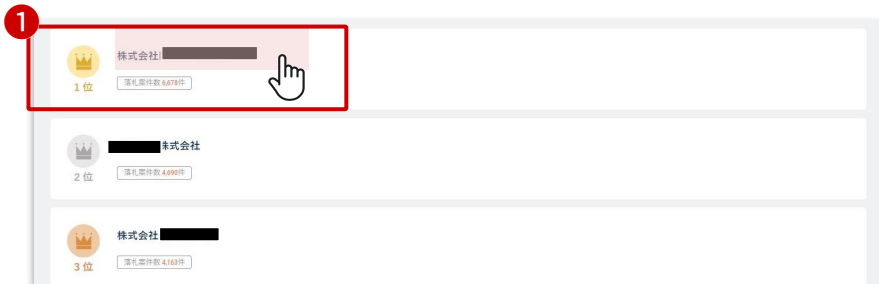 1
株式会社
1位
落札案件数 6,678件
株式会社
2位
落札案件数 4,690件
株式会社
3位
落札案件数 4,163件